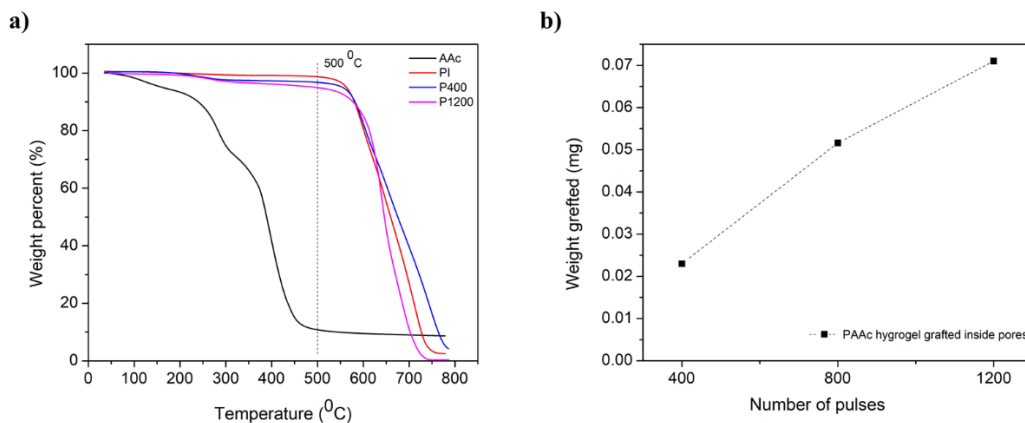 a)
500 ⁰C
AAc
PI
P400
P1200
100
80
60
40
20
0
Weight percent (%)
0
100
200
300
400
500
600
700
800
Temperature (⁰C)
b)
0.07
0.06
0.05
0.04
0.03
0.02
0.01
0.00
Weight grefted (mg)
PAAc hygrogel grafted inside pores
400
800
1200
Number of pulses